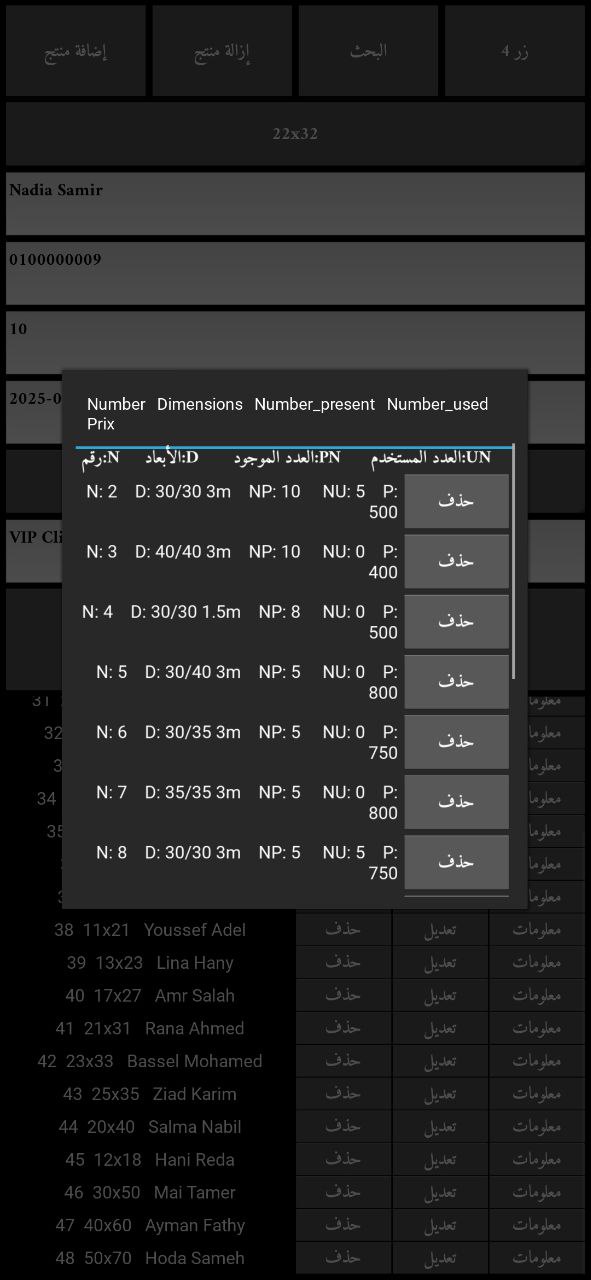 إضافة منتج إزالة منتج البحث زر 4
22x32
Nadia Samir
0100000009
10
2025-0
Number Dimensions Number_present Number_used
Prix
رقم:N الأبعاد:D العدد الموجود:PN العدد المستخدم:UN
N: 2 D: 30/30 3m NP: 10 NU: 5 P:
500 حذف
N: 3 D: 40/40 3m NP: 10 NU: 0 P:
400 حذف
N: 4 D: 30/30 1.5m NP: 8 NU: 0 P:
500 حذف
N: 5 D: 30/40 3m NP: 5 NU: 0 P:
800 حذف
N: 6 D: 30/35 3m NP: 5 NU: 0 P:
750 حذف
N: 7 D: 35/35 3m NP: 5 NU: 0 P:
800 حذف
N: 8 D: 30/30 3m NP: 5 NU: 5 P:
750 حذف
VIP Cli
31 معلومات
32 معلومات
معلومات
34 معلومات
35 معلومات
معلومات
معلومات
38 11x21 Youssef Adel حذف تعديل معلومات
39 13x23 Lina Hany حذف تعديل معلومات
40 17x27 Amr Salah حذف تعديل معلومات
41 21x31 Rana Ahmed حذف تعديل معلومات
42 23x33 Bassel Mohamed حذف تعديل معلومات
43 25x35 Ziad Karim حذف تعديل معلومات
44 20x40 Salma Nabil حذف تعديل معلومات
45 12x18 Hani Reda حذف تعديل معلومات
46 30x50 Mai Tamer حذف تعديل معلومات
47 40x60 Ayman Fathy حذف تعديل معلومات
48 50x70 Hoda Sameh حذف تعديل معلومات